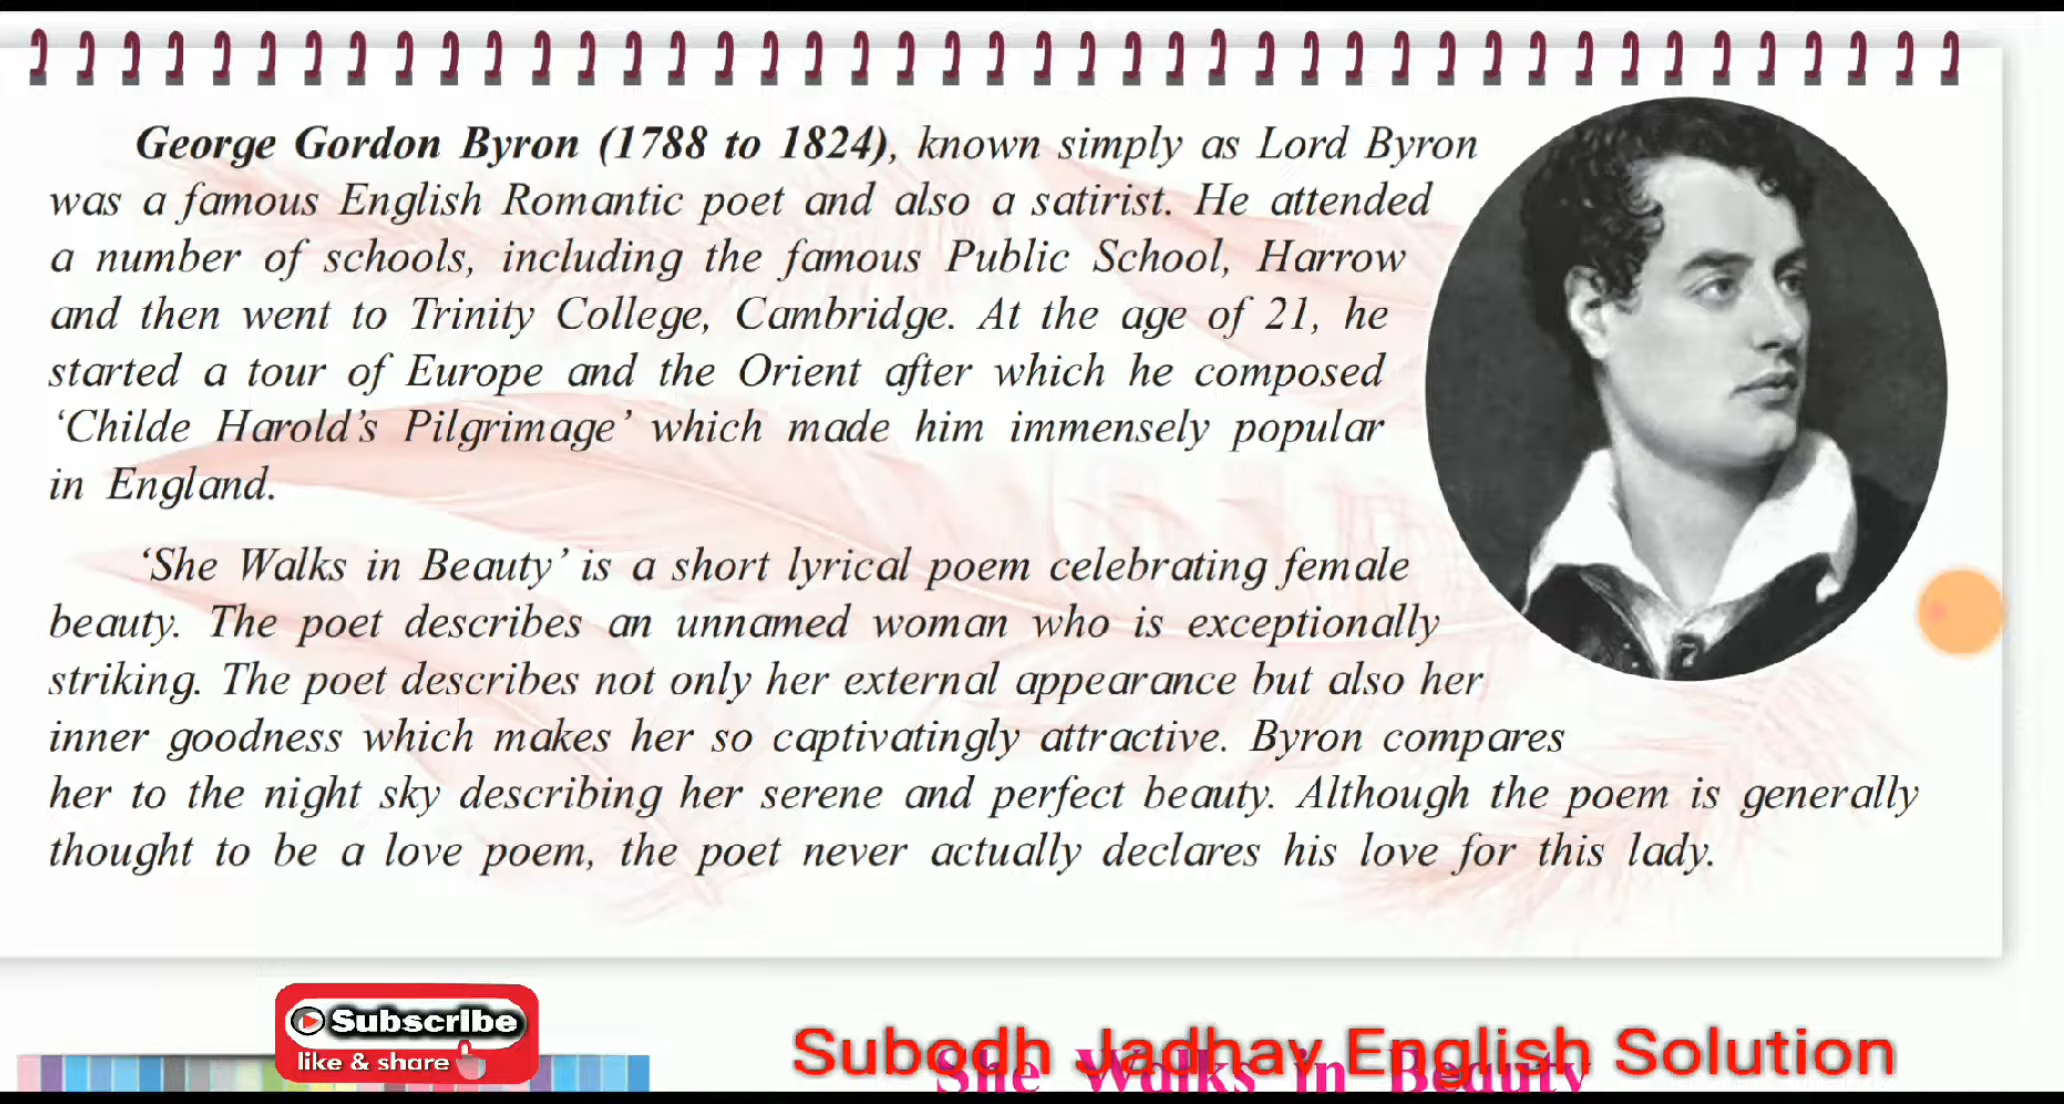 George Gordon Byron (1788 to 1824), known simply as Lord Byron
was a famous English Romantic poet and also a satirist. He attended
a number of schools, including the famous Public School, Harrow
and then went to Trinity College, Cambridge. At the age of 21, he
started a tour of Europe and the Orient after which he composed
‘Childe Harold’s Pilgrimage’ which made him immensely popular
in England.
‘She Walks in Beauty’ is a short lyrical poem celebrating female
beauty. The poet describes an unnamed woman who is exceptionally
striking. The poet describes not only her external appearance but also her
inner goodness which makes her so captivatingly attractive. Byron compares
her to the night sky describing her serene and perfect beauty. Although the poem is generally
thought to be a love poem, the poet never actually declares his love for this lady.
Subscribe
like & share
Subodh Jadhav English Solution
She Walks in Beauty